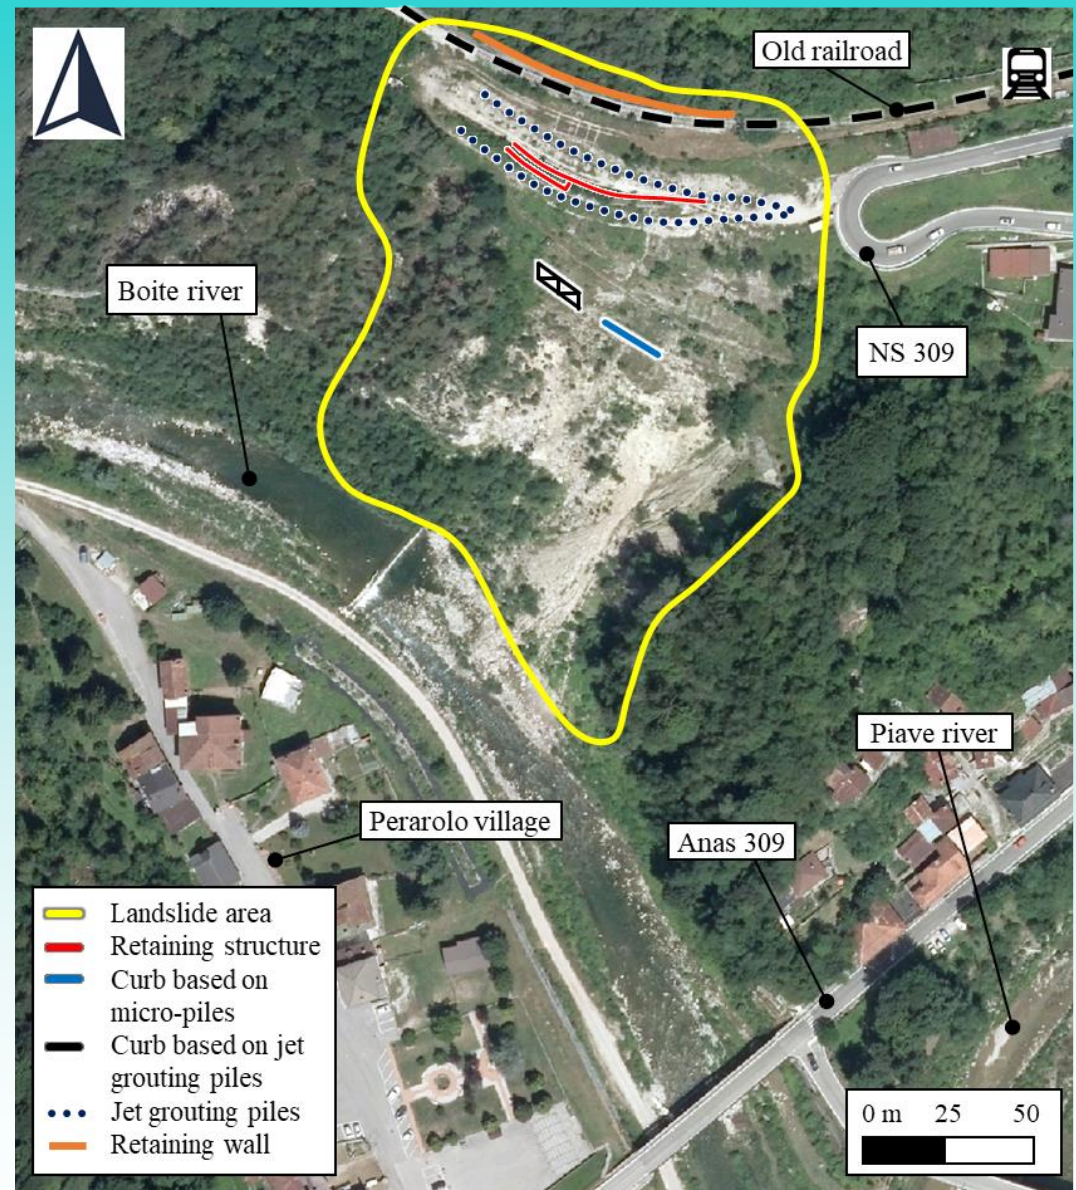 Old railroad
Boite river
NS 309
Piave river
Perarolo village
Anas 309
Landslide area
Retaining structure
Curb based on
micro-piles
Curb based on jet
grouting piles
Jet grouting piles
Retaining wall
0 m 25 50